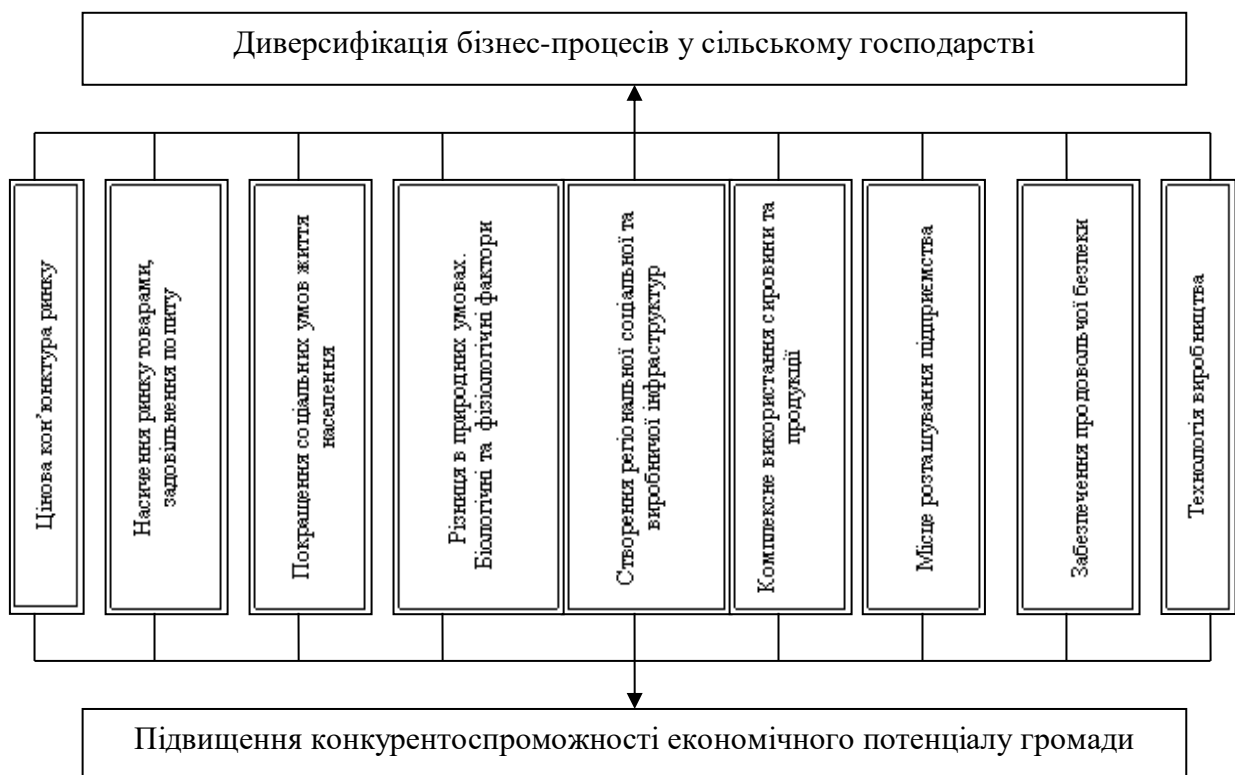 Диверсифікація бізнес-процесів у сільському господарстві
Цінова кон’юнктура ринку
Насичення ринку товарами,
задовільнення попиту
Покращення соціальних умов життя
населення
Різниця в природних умовах.
Біологічні та фізіологічні фактори
Створення регіональної соціальної та
виробничої інфраструктур
Комплексне використання сировини та
продукції
Місце розташування підприємства
Забезпечення продовольчої безпеки
Технологія виробництва
Підвищення конкурентоспроможності економічного потенціалу громади